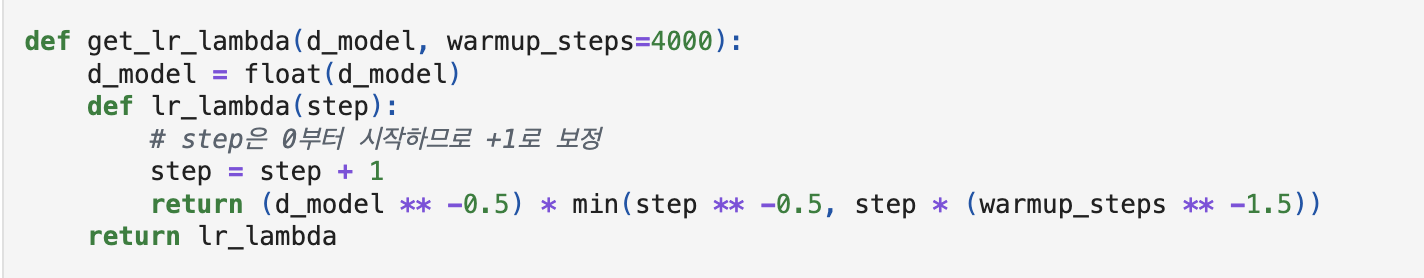 def get_lr_lambda(d_model, warmup_steps=4000):
    d_model = float(d_model)
    def lr_lambda(step):
        # step은 0부터 시작하므로 +1로 보정
        step = step + 1
        return (d_model ** -0.5) * min(step ** -0.5, step * (warmup_steps ** -1.5))
    return lr_lambda